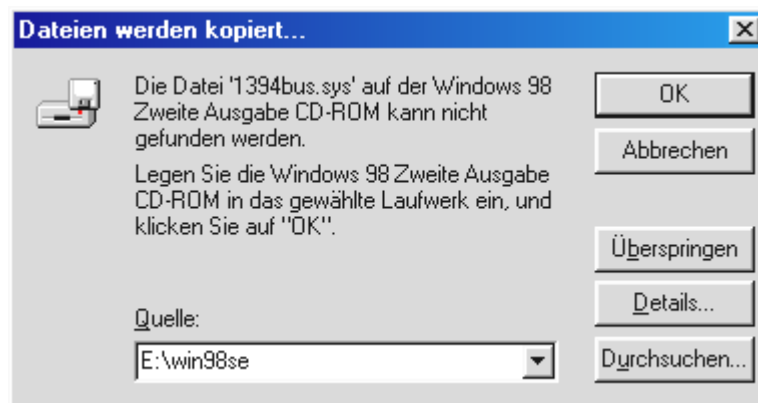 Dateien werden kopiert...
Die Datei '1394bus.sys' auf der Windows 98
Zweite Ausgabe CD-ROM kann nicht
gefunden werden.
Legen Sie die Windows 98 Zweite Ausgabe
CD-ROM in das gewählte Laufwerk ein, und
klicken Sie auf "OK".
Quelle:
E:\win98se
OK
Abbrechen
Überspringen
Details...
Durchsuchen...